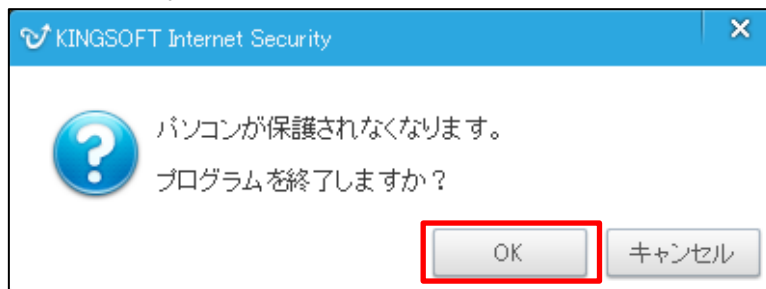 KINGSOFT Internet Security
パソコンが保護されなくなります。
プログラムを終了しますか？
OK
キャンセル